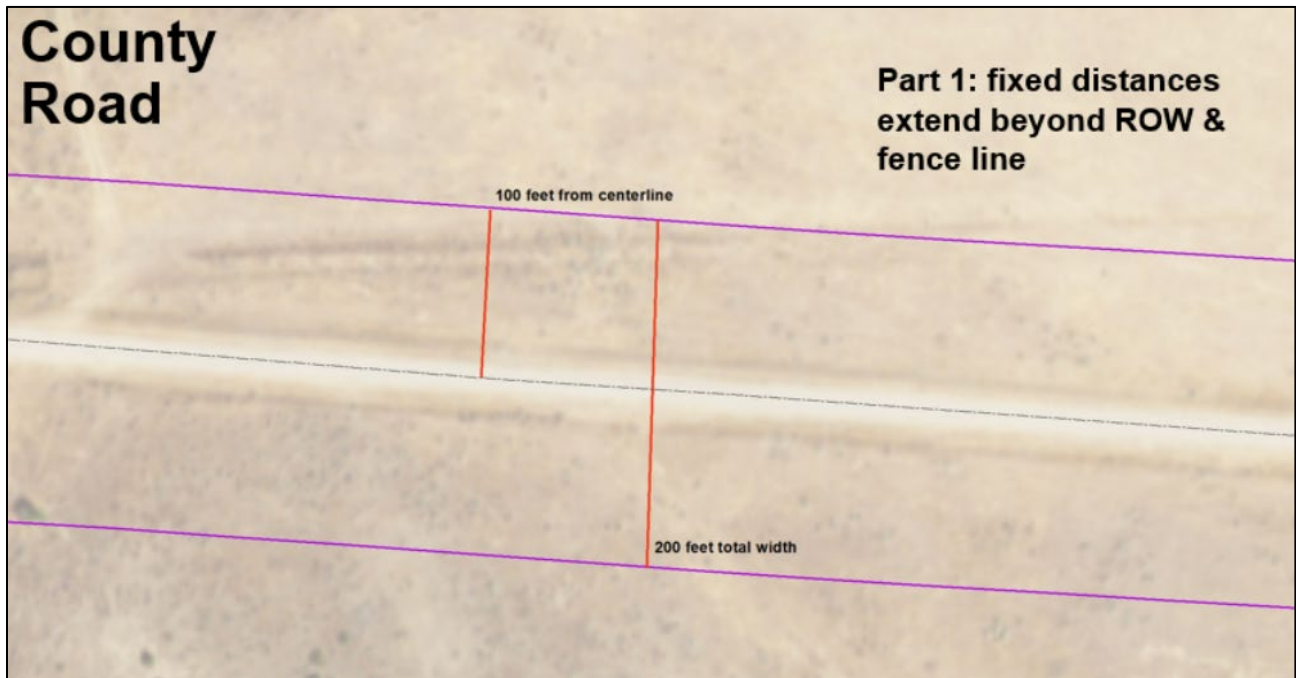 County
Road
Part 1: fixed distances
extend beyond ROW &
fence line
100 feet from centerline
200 feet total width